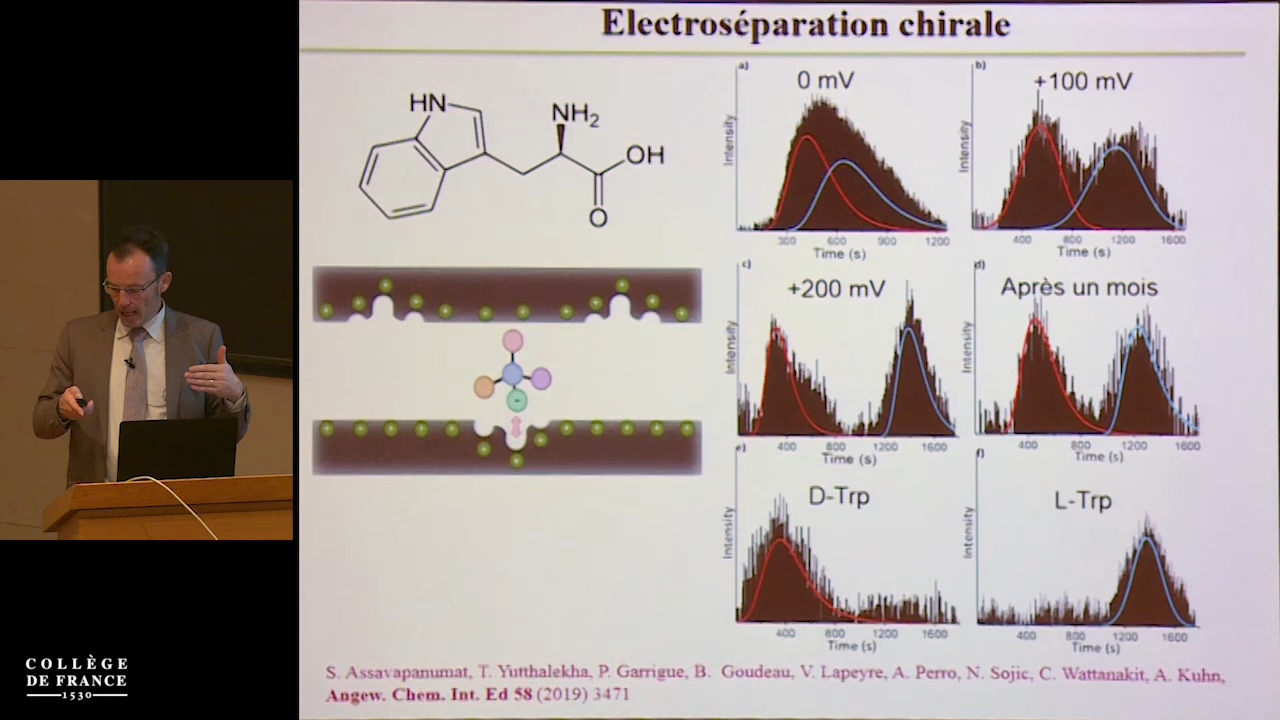 Electroséparation chirale
HN
NH2
OH
O
a)
0 mV
Intensity
300 600 900 1200
Time (s)
b)
+100 mV
Intensity
400 800 1200 1600
Time (s)
c)
+200 mV
Intensity
400 800 1200 1600
Time (s)
d)
Après un mois
Intensity
400 800 1200 1600
Time (s)
e)
D-Trp
Intensity
400 800 1200 1600
Time (s)
f)
L-Trp
Intensity
400 800 1200 1600
Time (s)
S. Assavapanumat, T. Yutthalekha, P. Garrigue, B. Goudeau, V. Lapeyre, A. Perro, N. Sojic, C. Wattanakit, A. Kuhn,
Angew. Chem. Int. Ed 58 (2019) 3471
COLLÈGE
DE FRANCE
1530